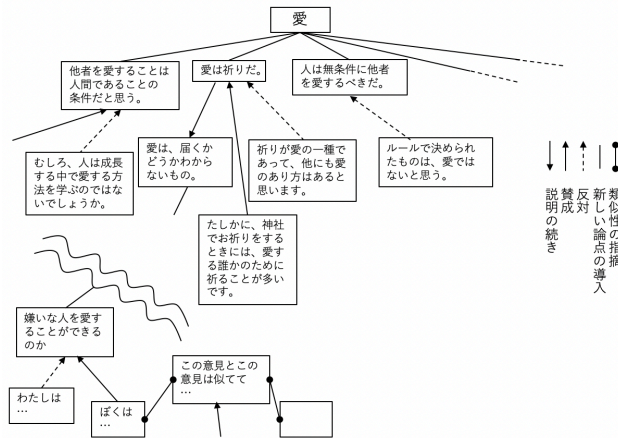 愛
他者を愛することは
人間であることの
条件だと思う。
愛は祈りだ。
人は無条件に他者
を愛するべきだ。
むしろ、人は成長
する中で愛する方
法を学ぶのではな
いでしょうか。
愛は、届くか
どうかわから
ないもの。
祈りが愛の一種で
あって、他にも愛
のあり方はあると
思います。
ルールで決められ
たものは、愛では
ないと思う。
たしかに、神社
でお祈りをする
ときには、愛す
る誰かのために
祈ることが多い
です。
類似性の指摘
新しい論点の導入
反対
賛成
説明の続き
嫌いな人を愛す
ることができる
のか
わたしは
…
ぼくは
…
この意見とこの
意見は似てて
…